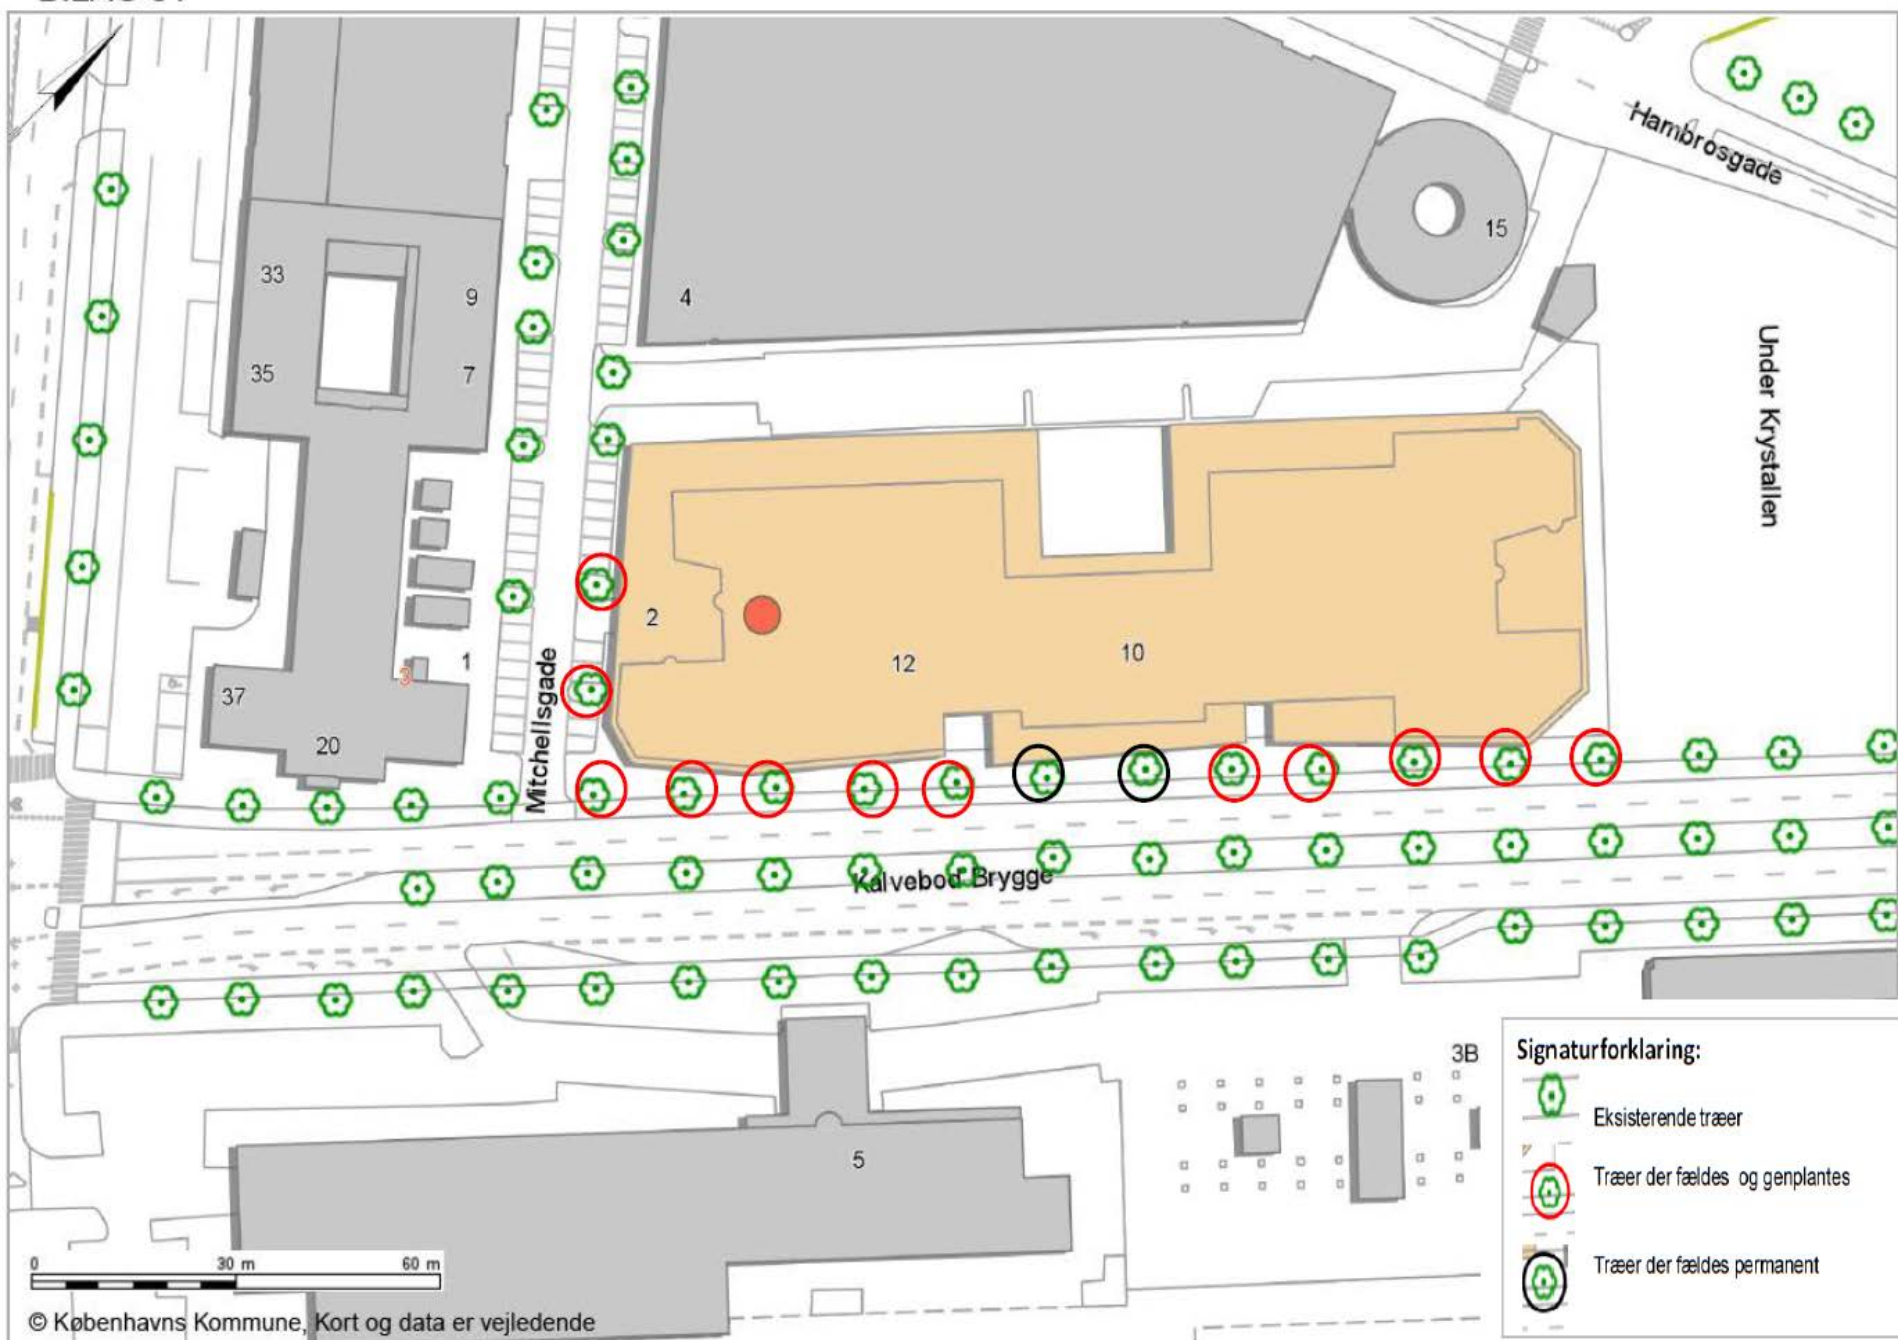 Hambrosgade
15
33
9
4
35
7
Under Krystallen
2
1
12
10
37
20
Mitchellsgade
Kalvebod Brygge
5
3B
Signaturforklaring:
Eksisterende træer
Træer der fældes og genplantes
Træer der fældes permanent
0 30 m 60 m
© Københavns Kommune, Kort og data er vejledende